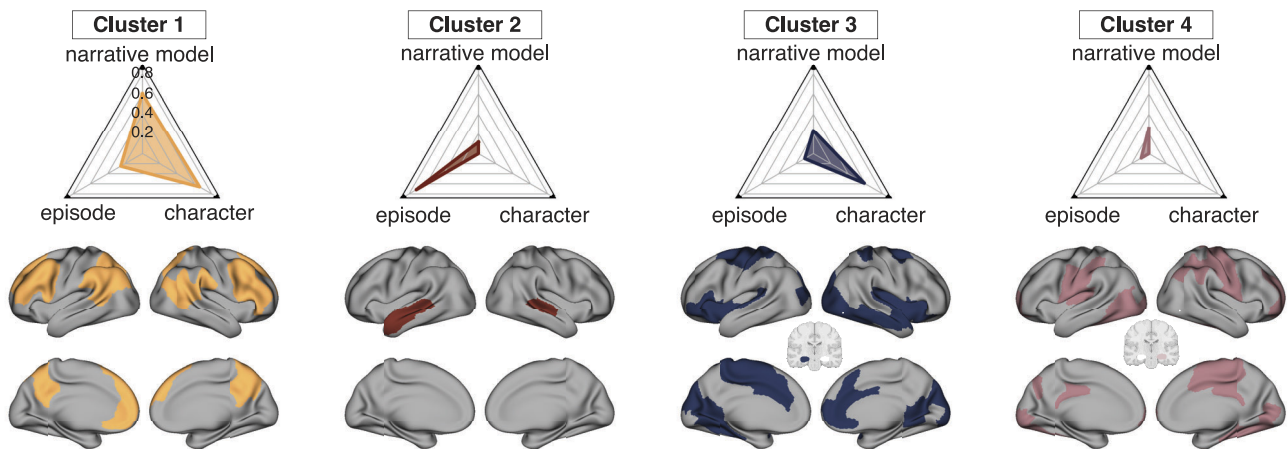 Cluster 1
narrative model
0.8
0.6
0.4
0.2
episode
character
Cluster 2
narrative model
episode
character
Cluster 3
narrative model
episode
character
Cluster 4
narrative model
episode
character